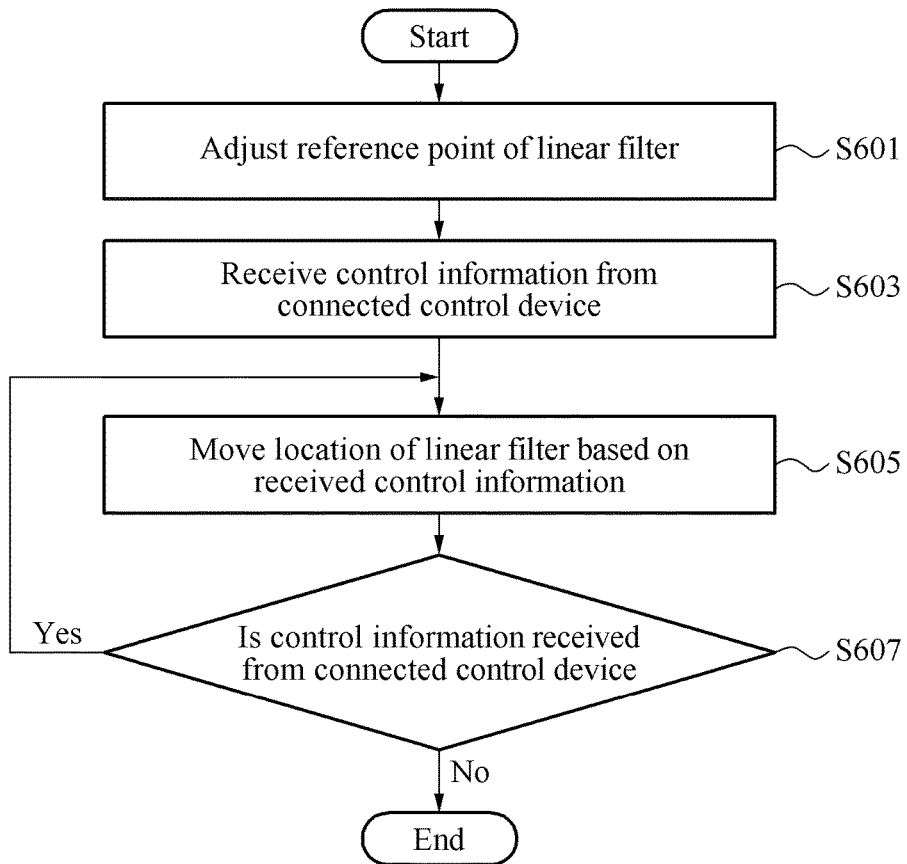 Start
Adjust reference point of linear filter
S601
Receive control information from
connected control device
S603
Move location of linear filter based on
received control information
S605
Yes
Is control information received
from connected control device
S607
No
End